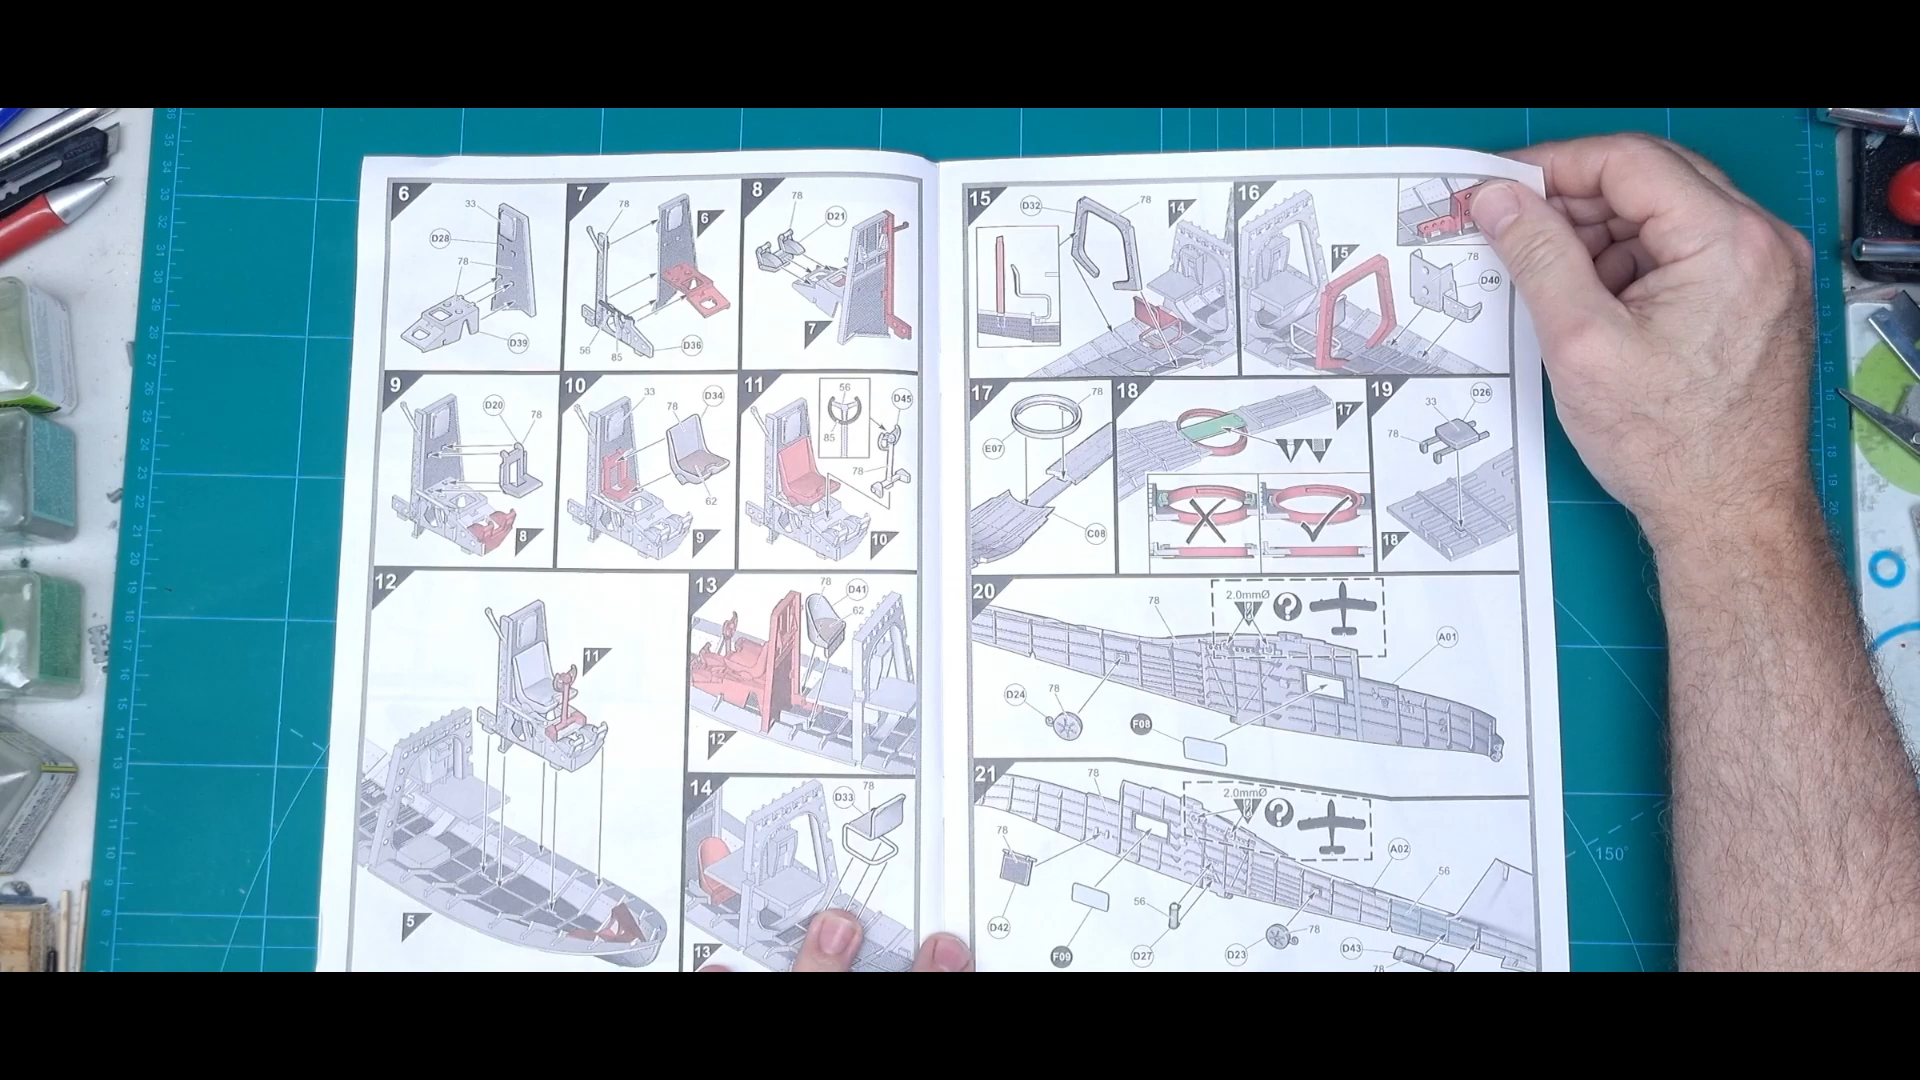 6
33
D28
78
D39
7
78
6
56
85
D36
8
78
D21
7
9
D20
78
8
10
33
78
D34
62
9
11
56
85
D45
78
10
12
11
5
13
78
D41
62
12
14
D33
78
13
15
D32
78
14
16
15
78
D40
17
78
E07
C08
18
17
19
33
D26
78
18
20
78
2.0mmØ
?
A01
D24
78
F08
21
78
2.0mmØ
?
A02
78
56
D42
56
F09
D27
D23
78
D43
78
150°